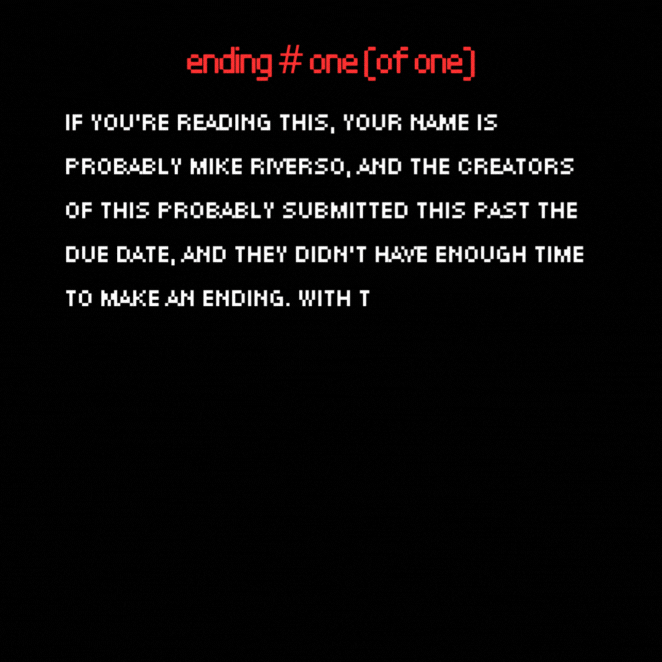 ending # one (of one)
IF YOU'RE READING THIS, YOUR NAME IS
PROBABLY MIKE RIVERSO, AND THE CREATORS
OF THIS PROBABLY SUBMITTED THIS PAST THE
DUE DATE, AND THEY DIDN'T HAVE ENOUGH TIME
TO MAKE AN ENDING. WITH T